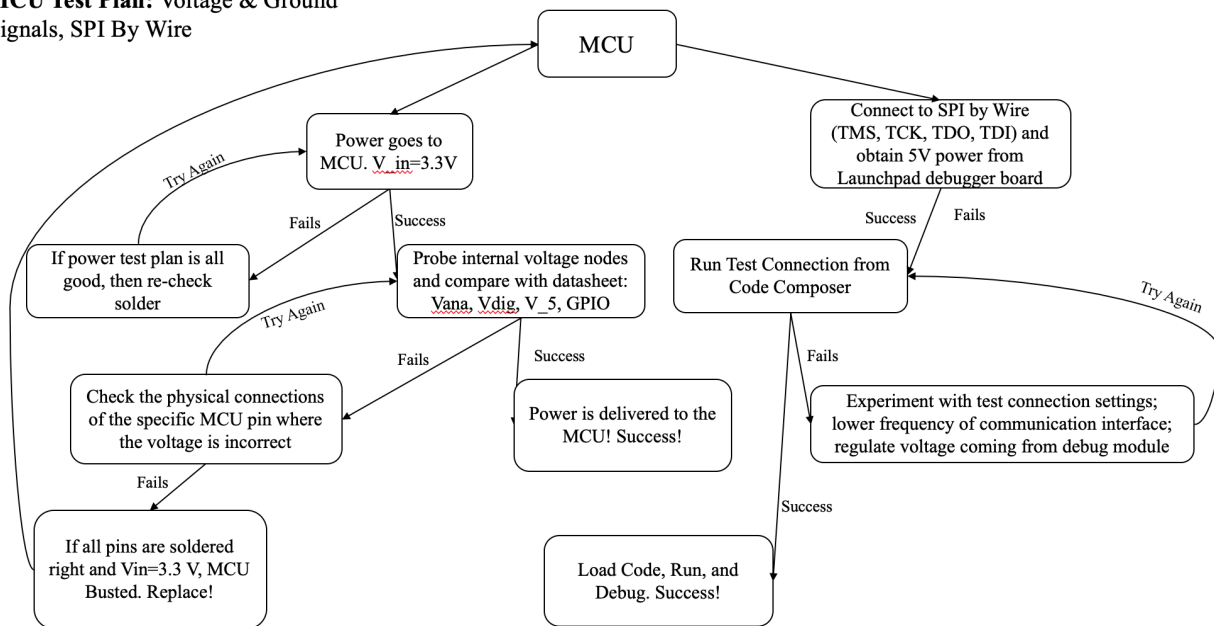 MCU Test Plan: Voltage & Ground
ignals, SPI By Wire
MCU
Power goes to
MCU. V_in=3.3V
Connect to SPI by Wire
(TMS, TCK, TDO, TDI) and
obtain 5V power from
Launchpad debugger board
Try Again
Fails
Success
Success
Fails
If power test plan is all
good, then re-check
solder
Probe internal voltage nodes
and compare with datasheet:
Vana, Vdig, V_5, GPIO
Run Test Connection from
Code Composer
Try Again
Try Again
Fails
Success
Fails
Check the physical connections
of the specific MCU pin where
the voltage is incorrect
Power is delivered to the
MCU! Success!
Experiment with test connection settings;
lower frequency of communication interface;
regulate voltage coming from debug module
Fails
Success
If all pins are soldered
right and Vin=3.3 V, MCU
Busted. Replace!
Load Code, Run, and
Debug. Success!